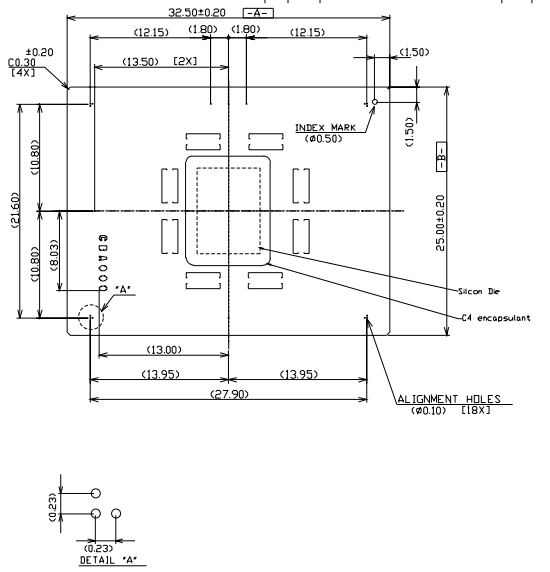 32.50±0.20 -A-
(1.80) (1.80)
(12.15) (12.15)
±0.20
C0.30
[4X]
(13.50) [2X]
(1.50)
(1.50)
INDEX MARK
(Ø0.50)
-B-
25.00±0.20
(10.80)
(21.60)
(10.80)
(8.03)
"A"
Silicon Die
C4 encapsulant
(13.00)
(13.95) (13.95)
(27.90)
ALIGNMENT HOLES
(Ø0.10) [18X]
(0.23)
(0.23)
DETAIL "A"